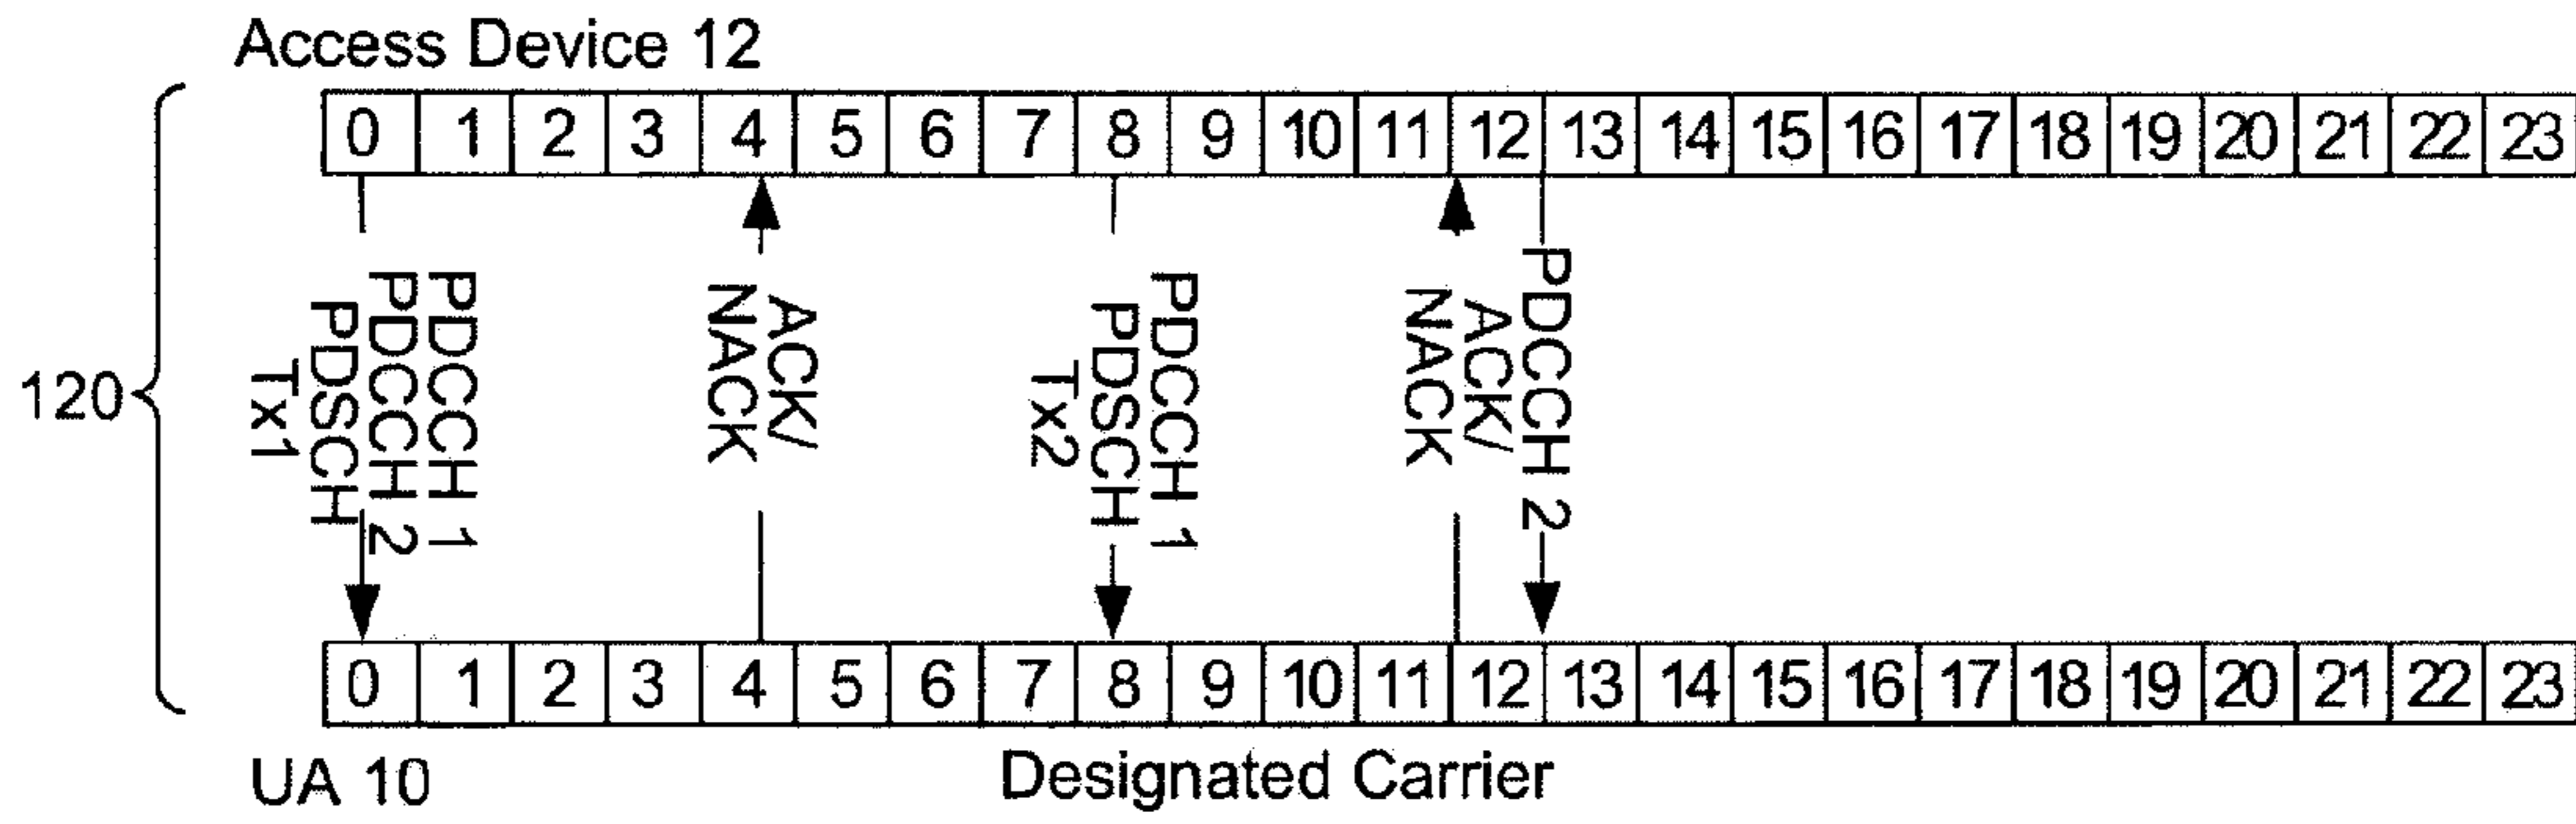 Access Device 12
0 1 2 3 4 5 6 7 8 9 10 11 12 13 14 15 16 17 18 19 20 21 22 23
120
PDCCH 1
PDCCH 2
PDSCH
Tx1
ACK/
NACK
PDCCH 1
PDSCH
Tx2
ACK/
NACK
PDCCH 2
0 1 2 3 4 5 6 7 8 9 10 11 12 13 14 15 16 17 18 19 20 21 22 23
UA 10
Designated Carrier